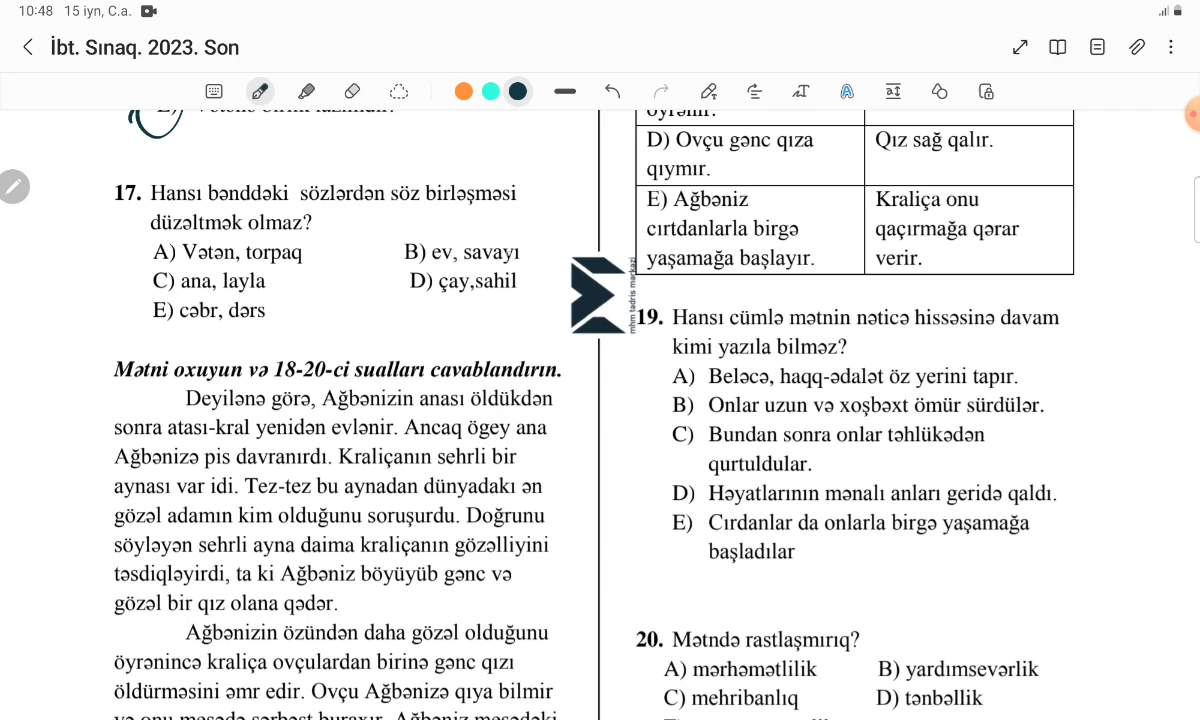 10:48 15 iyn, C.a.
İbt. Sınaq. 2023. Son
17. Hansı bənddəki sözlərdən söz birləşməsi
düzəltmək olmaz?
A) Vətən, torpaq B) ev, savayı
C) ana, layla D) çay,sahil
E) cəbr, dərs
Mətni oxuyun və 18-20-ci sualları cavablandırın.
Deyilənə görə, Ağbənizin anası öldükdən
sonra atası-kral yenidən evlənir. Ancaq ögey ana
Ağbənizə pis davranırdı. Kraliçanın sehrli bir
aynası var idi. Tez-tez bu aynadan dünyadakı ən
gözəl adamın kim olduğunu soruşurdu. Doğrunu
söyləyən sehrli ayna daima kraliçanın gözəlliyini
təsdiqləyirdi, ta ki Ağbəniz böyüyüb gənc və
gözəl bir qız olana qədər.
Ağbənizin özündən daha gözəl olduğunu
öyrənincə kraliça ovçulardan birinə gənc qızı
öldürməsini əmr edir. Ovçu Ağbənizə qıya bilmir
mhm tədris mərkəzi
D) Ovçu gənc qıza Qız sağ qalır.
qıymır.
E) Ağbəniz Kraliça onu
cırtdanlarla birgə qaçırmağa qərar
yaşamağa başlayır. verir.
19. Hansı cümlə mətnin nəticə hissəsinə davam
kimi yazıla bilməz?
A) Beləcə, haqq-ədalət öz yerini tapır.
B) Onlar uzun və xoşbəxt ömür sürdülər.
C) Bundan sonra onlar təhlükədən
qurtuldular.
D) Həyatlarının mənalı anları geridə qaldı.
E) Cırdanlar da onlarla birgə yaşamağa
başladılar
20. Mətndə rastlaşmırıq?
A) mərhəmətlilik B) yardımsevərlik
C) mehribanlıq D) tənbəllik